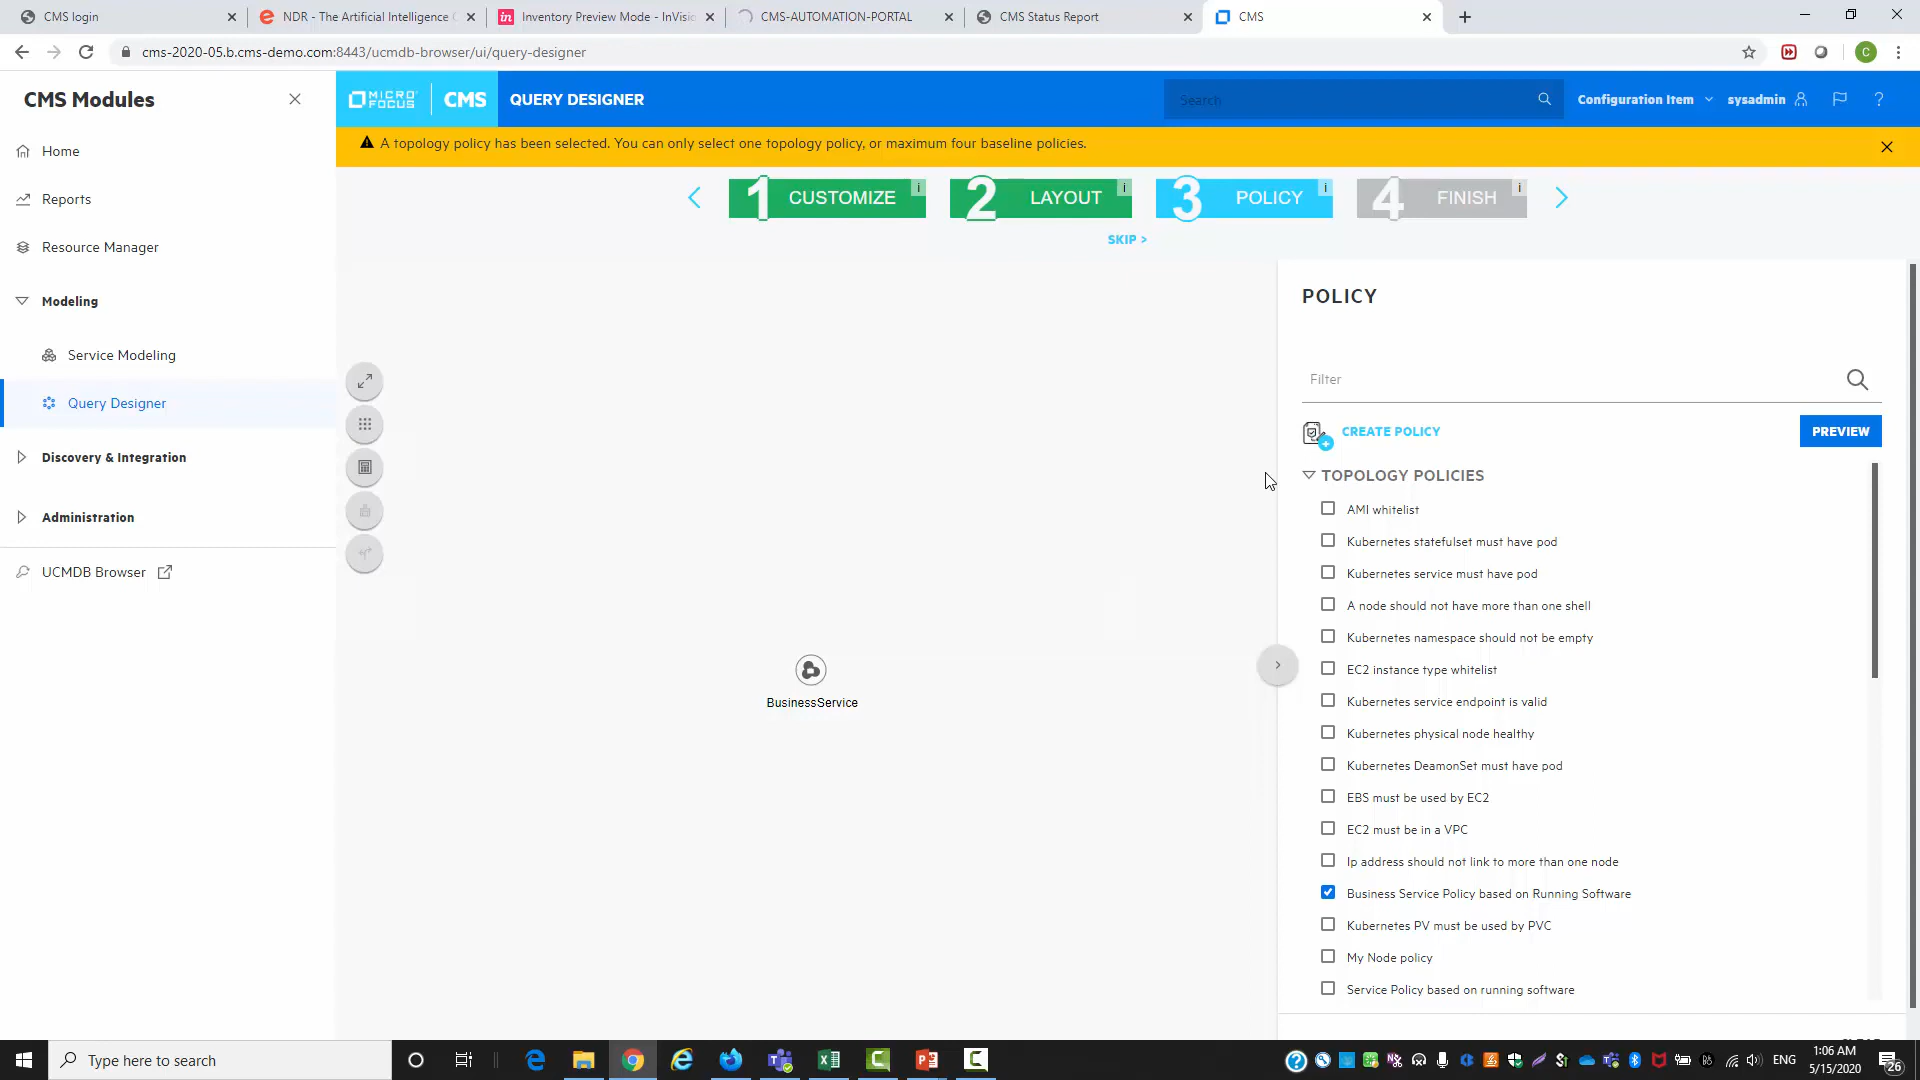 CMS login
NDR - The Artificial Intelligence
Inventory Preview Mode - InVisio
CMS-AUTOMATION-PORTAL
CMS Status Report
CMS
cms-2020-05.b.cms-demo.com:8443/ucmdb-browser/ui/query-designer
C
CMS Modules
MICRO FOCUS
CMS
QUERY DESIGNER
Search
Configuration Item
sysadmin
?
A topology policy has been selected. You can only select one topology policy, or maximum four baseline policies.
Home
Reports
Resource Manager
Modeling
Service Modeling
Query Designer
Discovery & Integration
Administration
UCMDB Browser
1 CUSTOMIZE i
2 LAYOUT i
3 POLICY i
4 FINISH i
SKIP >
BusinessService
POLICY
Filter
CREATE POLICY
PREVIEW
TOPOLOGY POLICIES
AMI whitelist
Kubernetes statefulset must have pod
Kubernetes service must have pod
A node should not have more than one shell
Kubernetes namespace should not be empty
EC2 instance type whitelist
Kubernetes service endpoint is valid
Kubernetes physical node healthy
Kubernetes DeamonSet must have pod
EBS must be used by EC2
EC2 must be in a VPC
Ip address should not link to more than one node
Business Service Policy based on Running Software
Kubernetes PV must be used by PVC
My Node policy
Service Policy based on running software
Type here to search
ENG
1:06 AM
5/15/2020
26